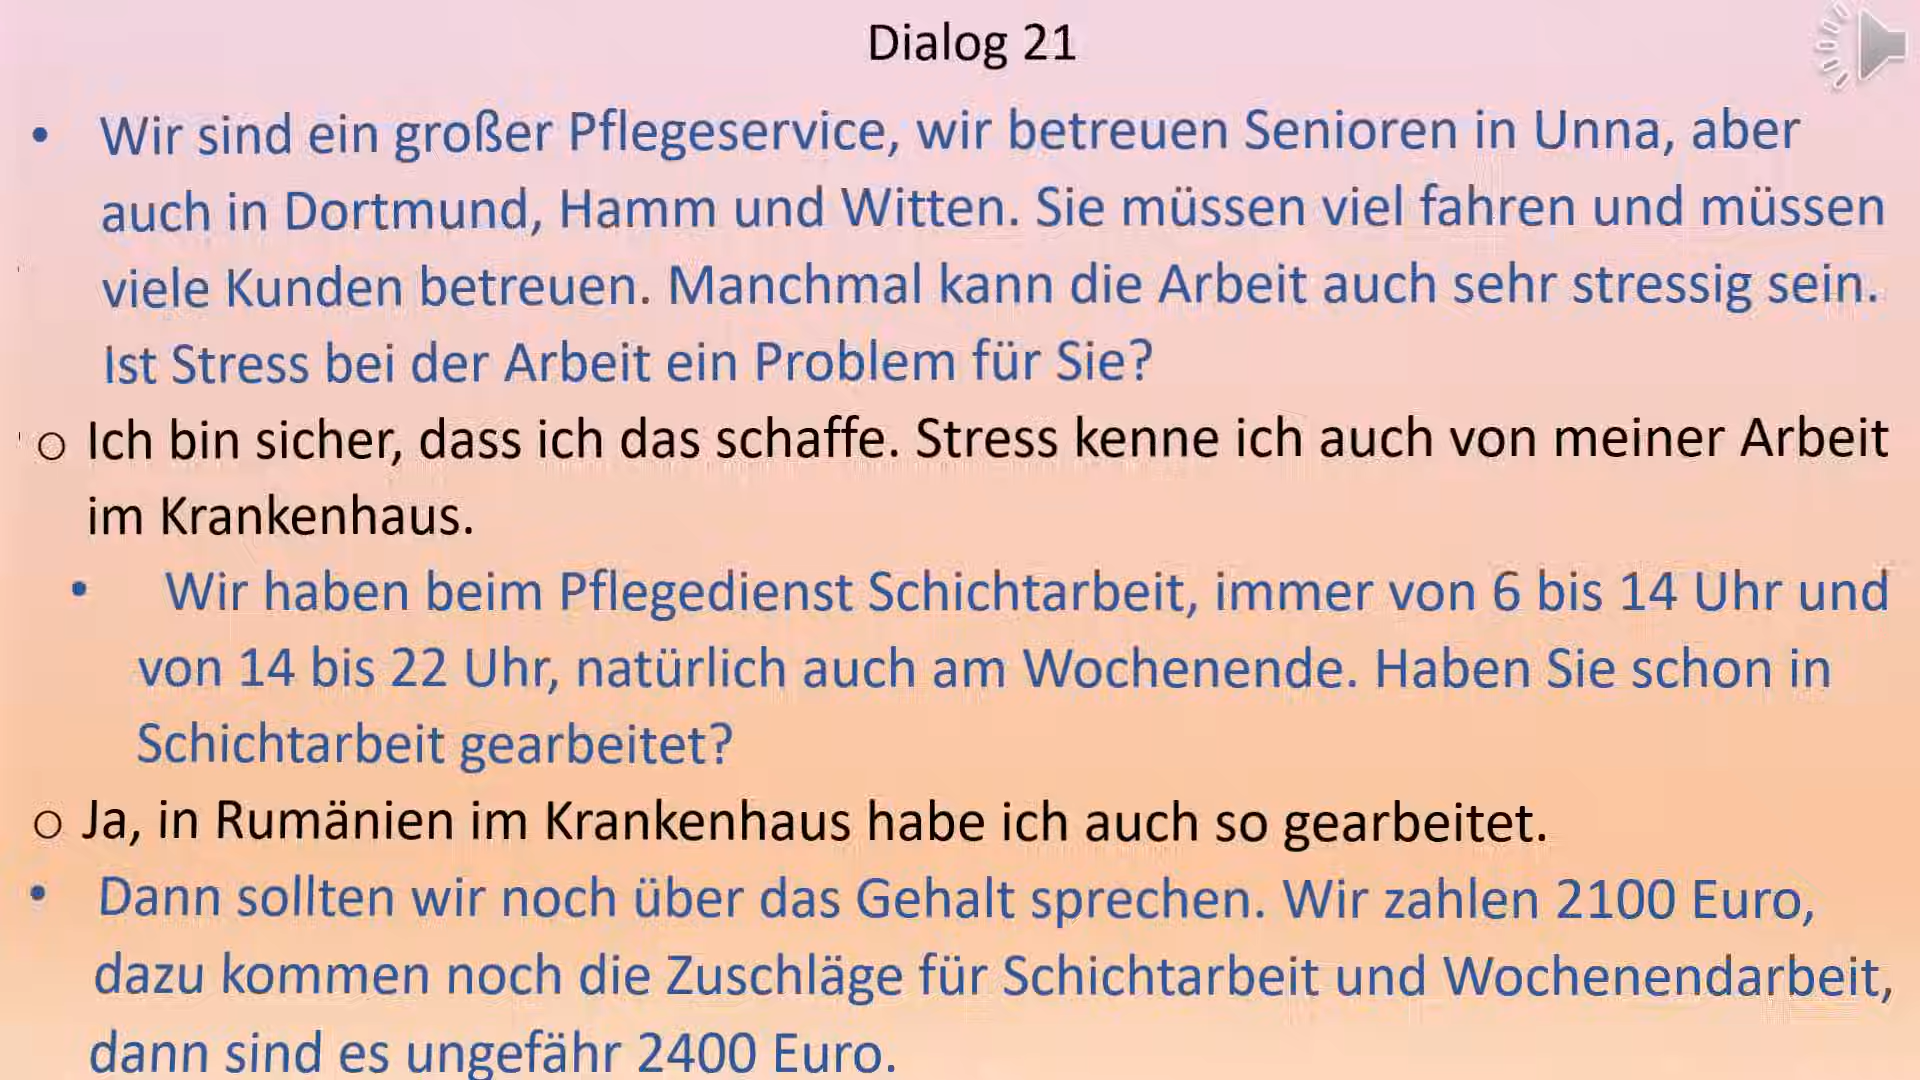 Dialog 21
• Wir sind ein großer Pflegeservice, wir betreuen Senioren in Unna, aber
auch in Dortmund, Hamm und Witten. Sie müssen viel fahren und müssen
viele Kunden betreuen. Manchmal kann die Arbeit auch sehr stressig sein.
Ist Stress bei der Arbeit ein Problem für Sie?
o Ich bin sicher, dass ich das schaffe. Stress kenne ich auch von meiner Arbeit
im Krankenhaus.
• Wir haben beim Pflegedienst Schichtarbeit, immer von 6 bis 14 Uhr und
von 14 bis 22 Uhr, natürlich auch am Wochenende. Haben Sie schon in
Schichtarbeit gearbeitet?
o Ja, in Rumänien im Krankenhaus habe ich auch so gearbeitet.
• Dann sollten wir noch über das Gehalt sprechen. Wir zahlen 2100 Euro,
dazu kommen noch die Zuschläge für Schichtarbeit und Wochenendarbeit,
dann sind es ungefähr 2400 Euro.